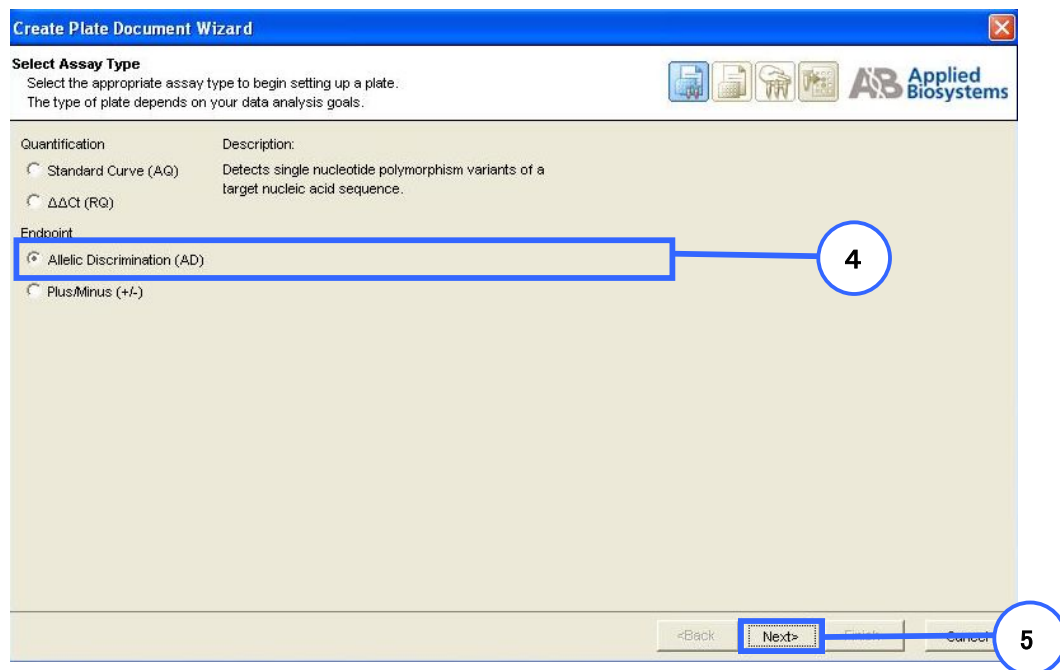 Create Plate Document Wizard
Select Assay Type
Select the appropriate assay type to begin setting up a plate.
The type of plate depends on your data analysis goals.
AB Applied
Biosystems
Quantification
Description:
Standard Curve (AQ)
Detects single nucleotide polymorphism variants of a
target nucleic acid sequence.
ΔΔCt (RQ)
Endpoint
Allelic Discrimination (AD)
4
Plus/Minus (+/-)
<Back
Next>
Finish
Cancel
5